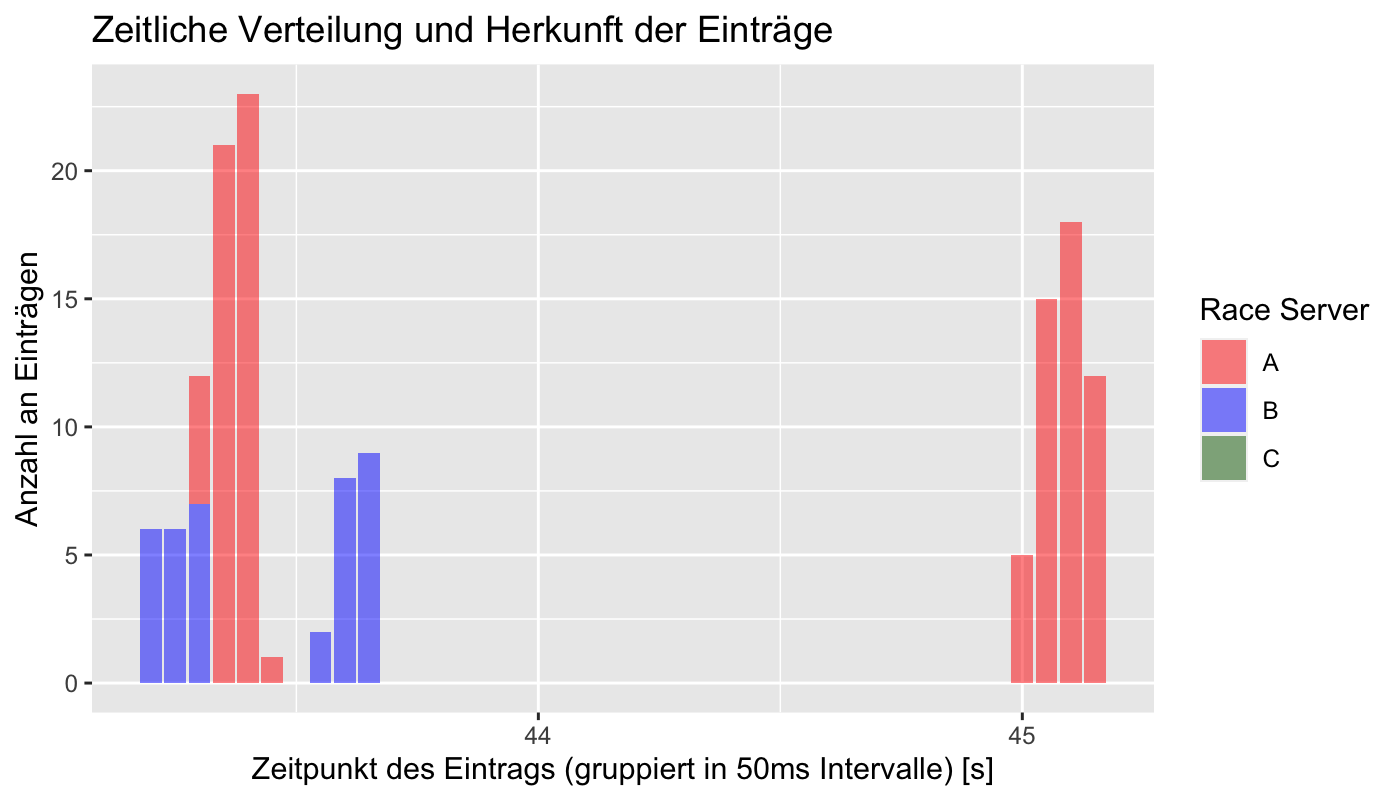 Zeitliche Verteilung und Herkunft der Einträge
Anzahl an Einträgen
20
15
10
5
0
44
45
Zeitpunkt des Eintrags (gruppiert in 50ms Intervalle) [s]
Race Server
A
B
C